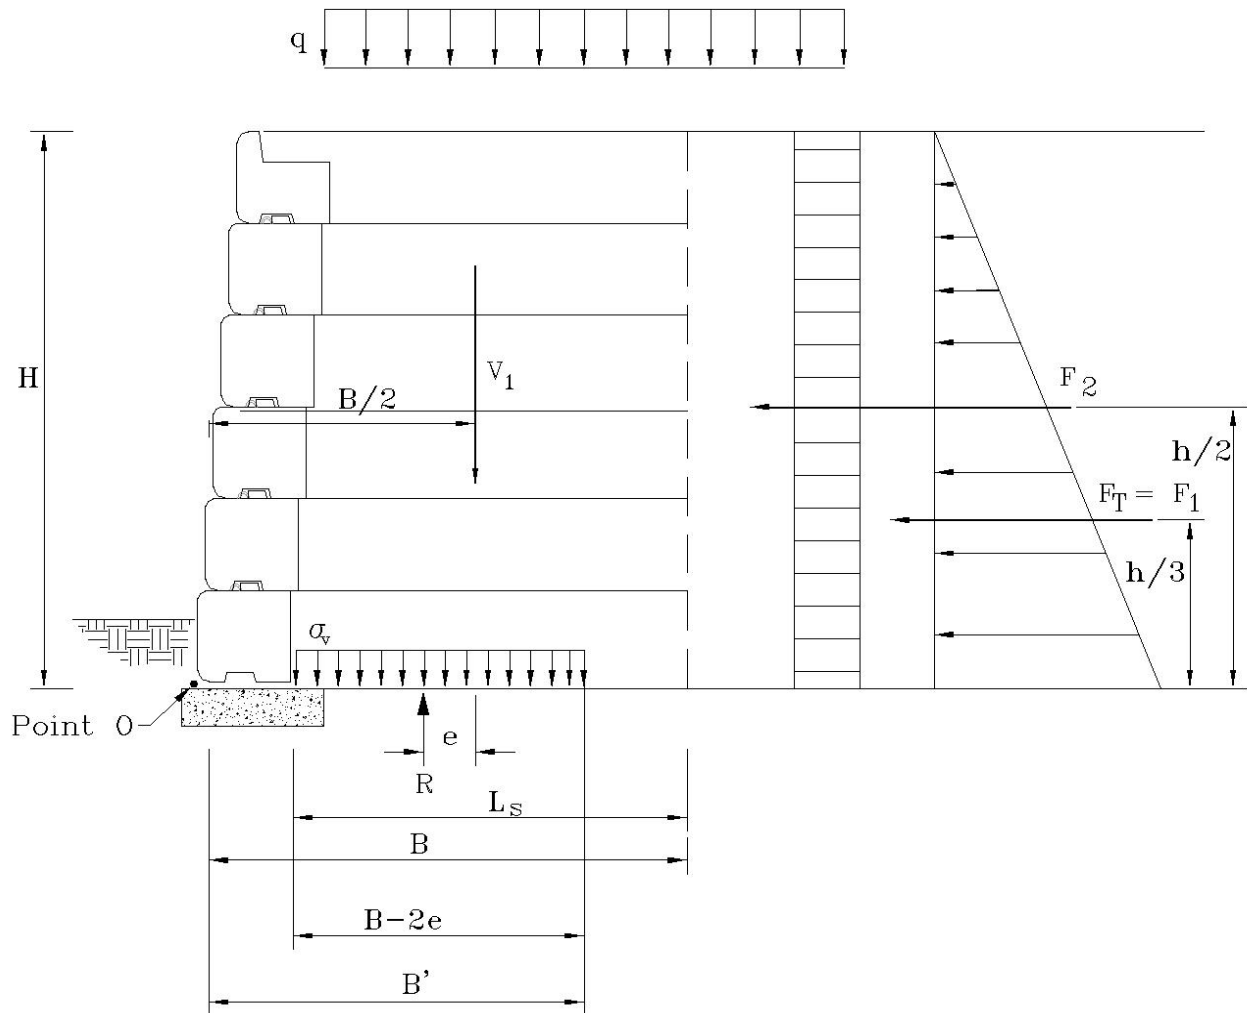 q
H
V1
B/2
F2
h/2
FT = F1
h/3
σv
Point O
e
R
Ls
B
B-2e
B'